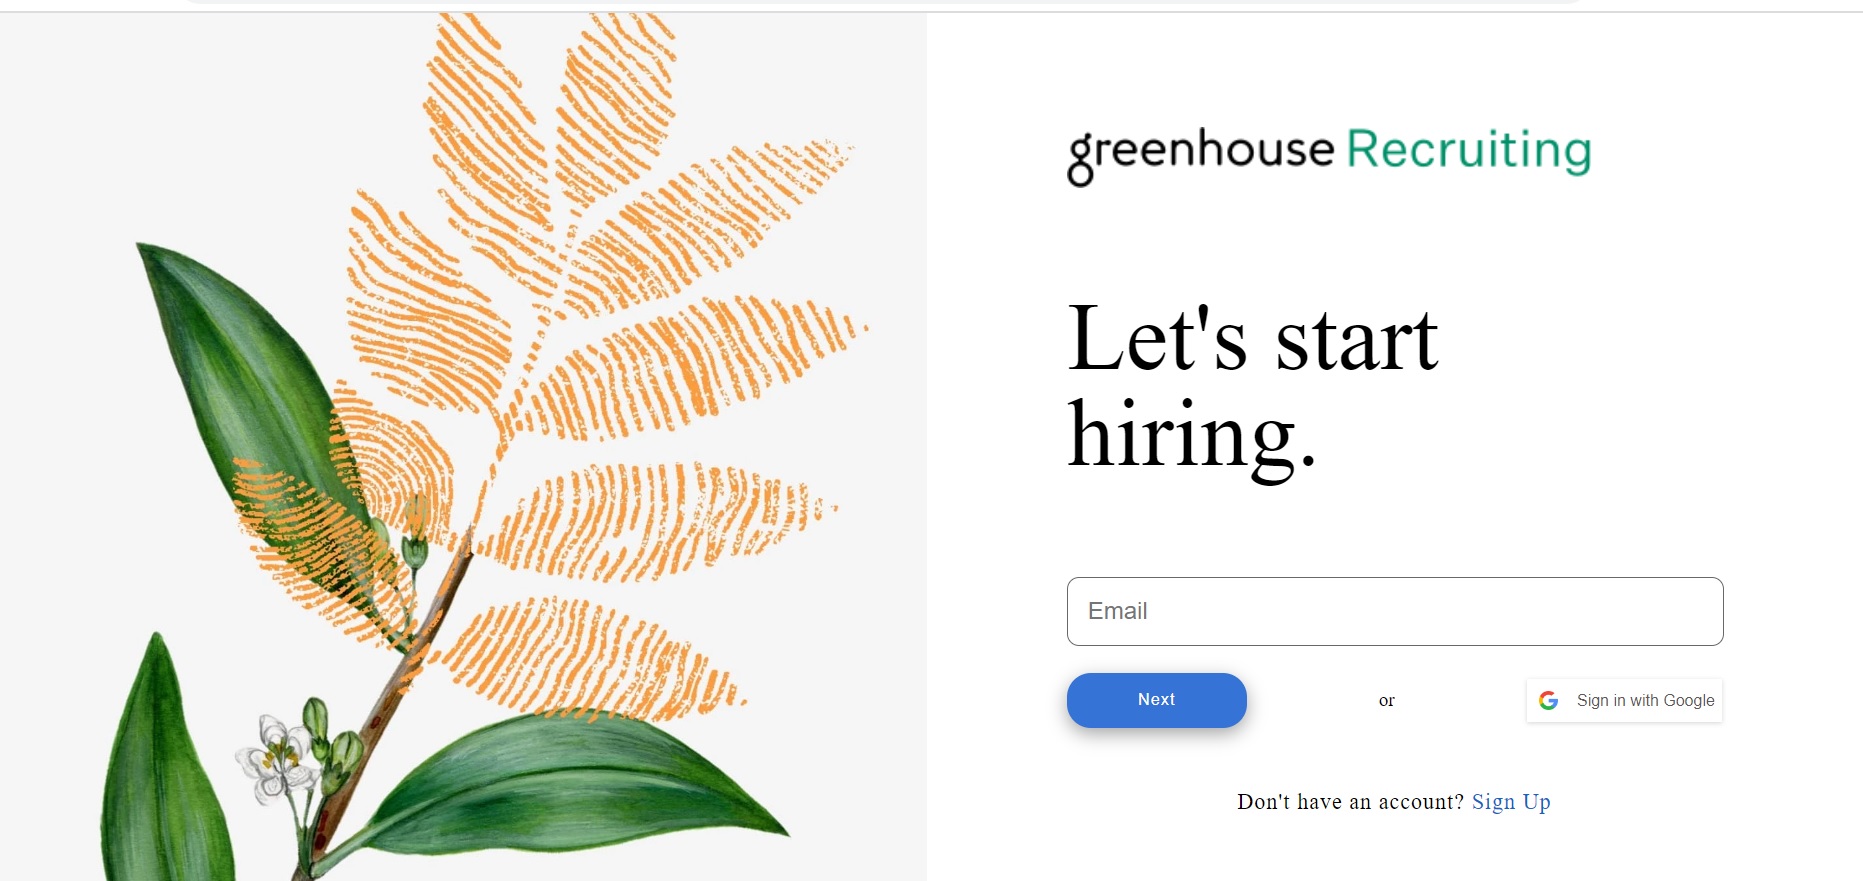 greenhouse Recruiting
Let's start
hiring.
Email
Next
or
Sign in with Google
Don't have an account? Sign Up